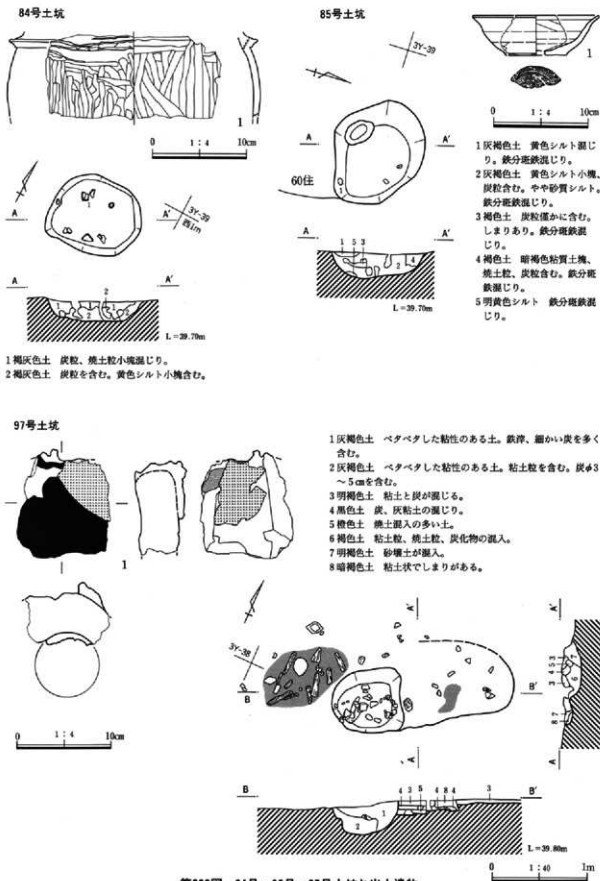 84号土坑
1
0 1:4 10cm
3Y-39
西1m
A A'
1
A A'
2
1 1
2 2
L=39.70m
1褐灰色土 炭粒、焼土粒小塊混じり。
2褐灰色土 炭粒を含む。黄色シルト小塊含む。
85号土坑
3Y-39
A A'
60住
1
A A'
1 5 3
2 4
L=39.70m
1
0 1:4 10cm
1灰褐色土 黄色シルト混じ
り。鉄分斑鉄混じり。
2灰褐色土 黄色シルト小塊、
炭粒含む。やや砂質シルト。
鉄分斑鉄混じり。
3褐色土 炭粒僅かに含む。
しまりあり。鉄分斑鉄混
じり。
4褐色土 暗褐色粘質土塊、
焼土粒、炭粒含む。鉄分斑
鉄混じり。
5明黄色シルト 鉄分斑鉄混
じり。
97号土坑
1
0 1:4 10cm
1灰褐色土 ベタベタした粘性のある土。鉄滓、細かい炭を多く
含む。
2灰褐色土 ベタベタした粘性のある土。粘土粒を含む。炭φ3
~5㎝を含む。
3明褐色土 粘土と炭が混じる。
4黒色土 炭、灰粘土の混じり。
5橙色土 焼土混入の多い土。
6褐色土 粘土粒、焼土粒、炭化物の混入。
7明褐色土 砂壌土が混入。
8暗褐色土 粘土状でしまりがある。
3Y-38
A'
B B'
A
A'
3
5
4
3
6
7
8
A
B B'
4 3 5 4 8 4 3
1
2
L=39.80m
0 1:40 1m